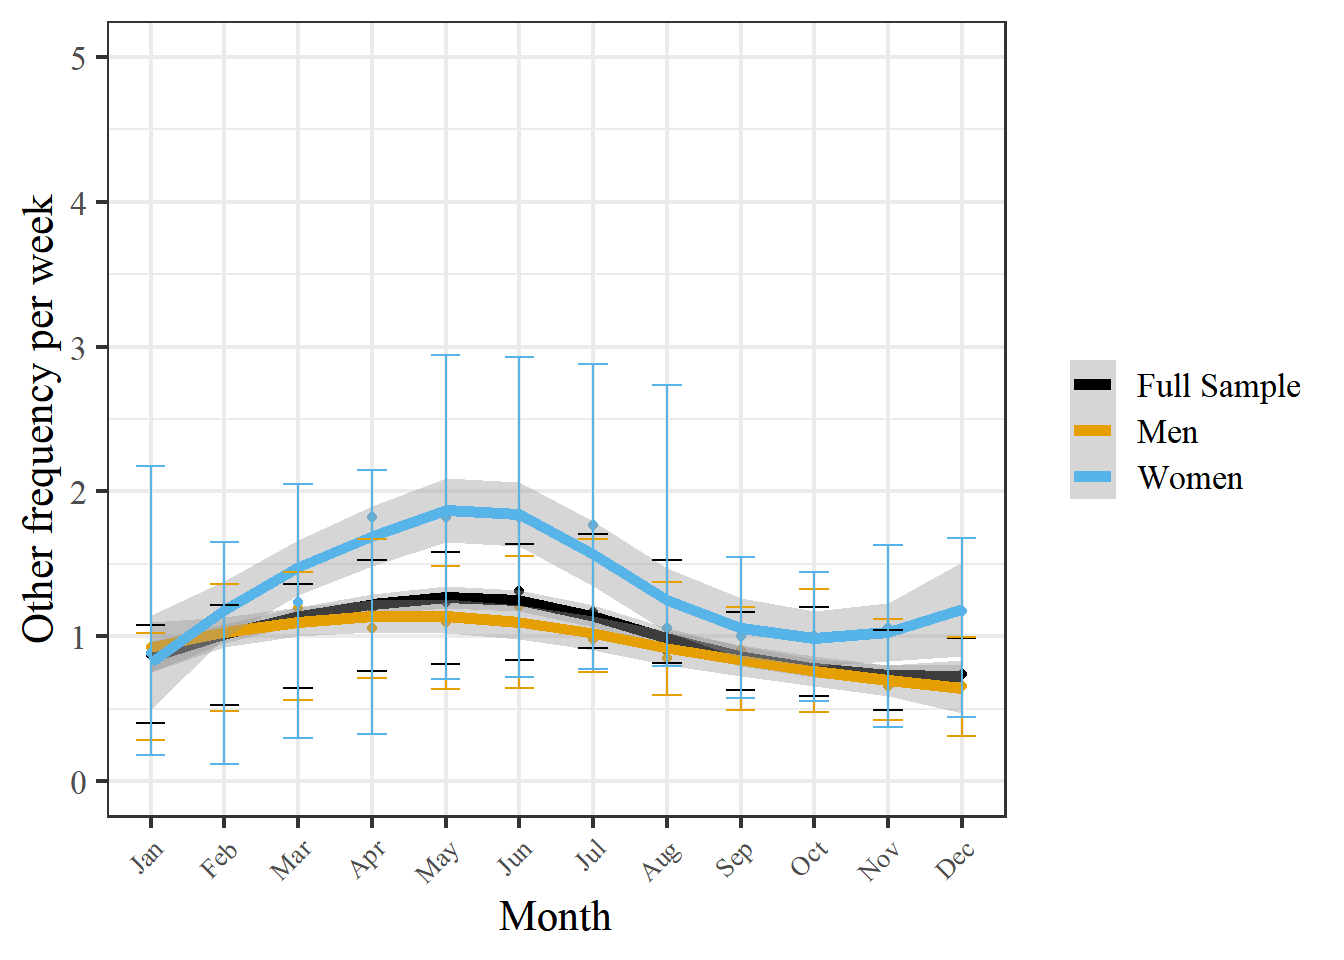 Other frequency per week
5
4
3
2
1
0
Jan
Feb
Mar
Apr
May
Jun
Jul
Aug
Sep
Oct
Nov
Dec
Month
Full Sample
Men
Women